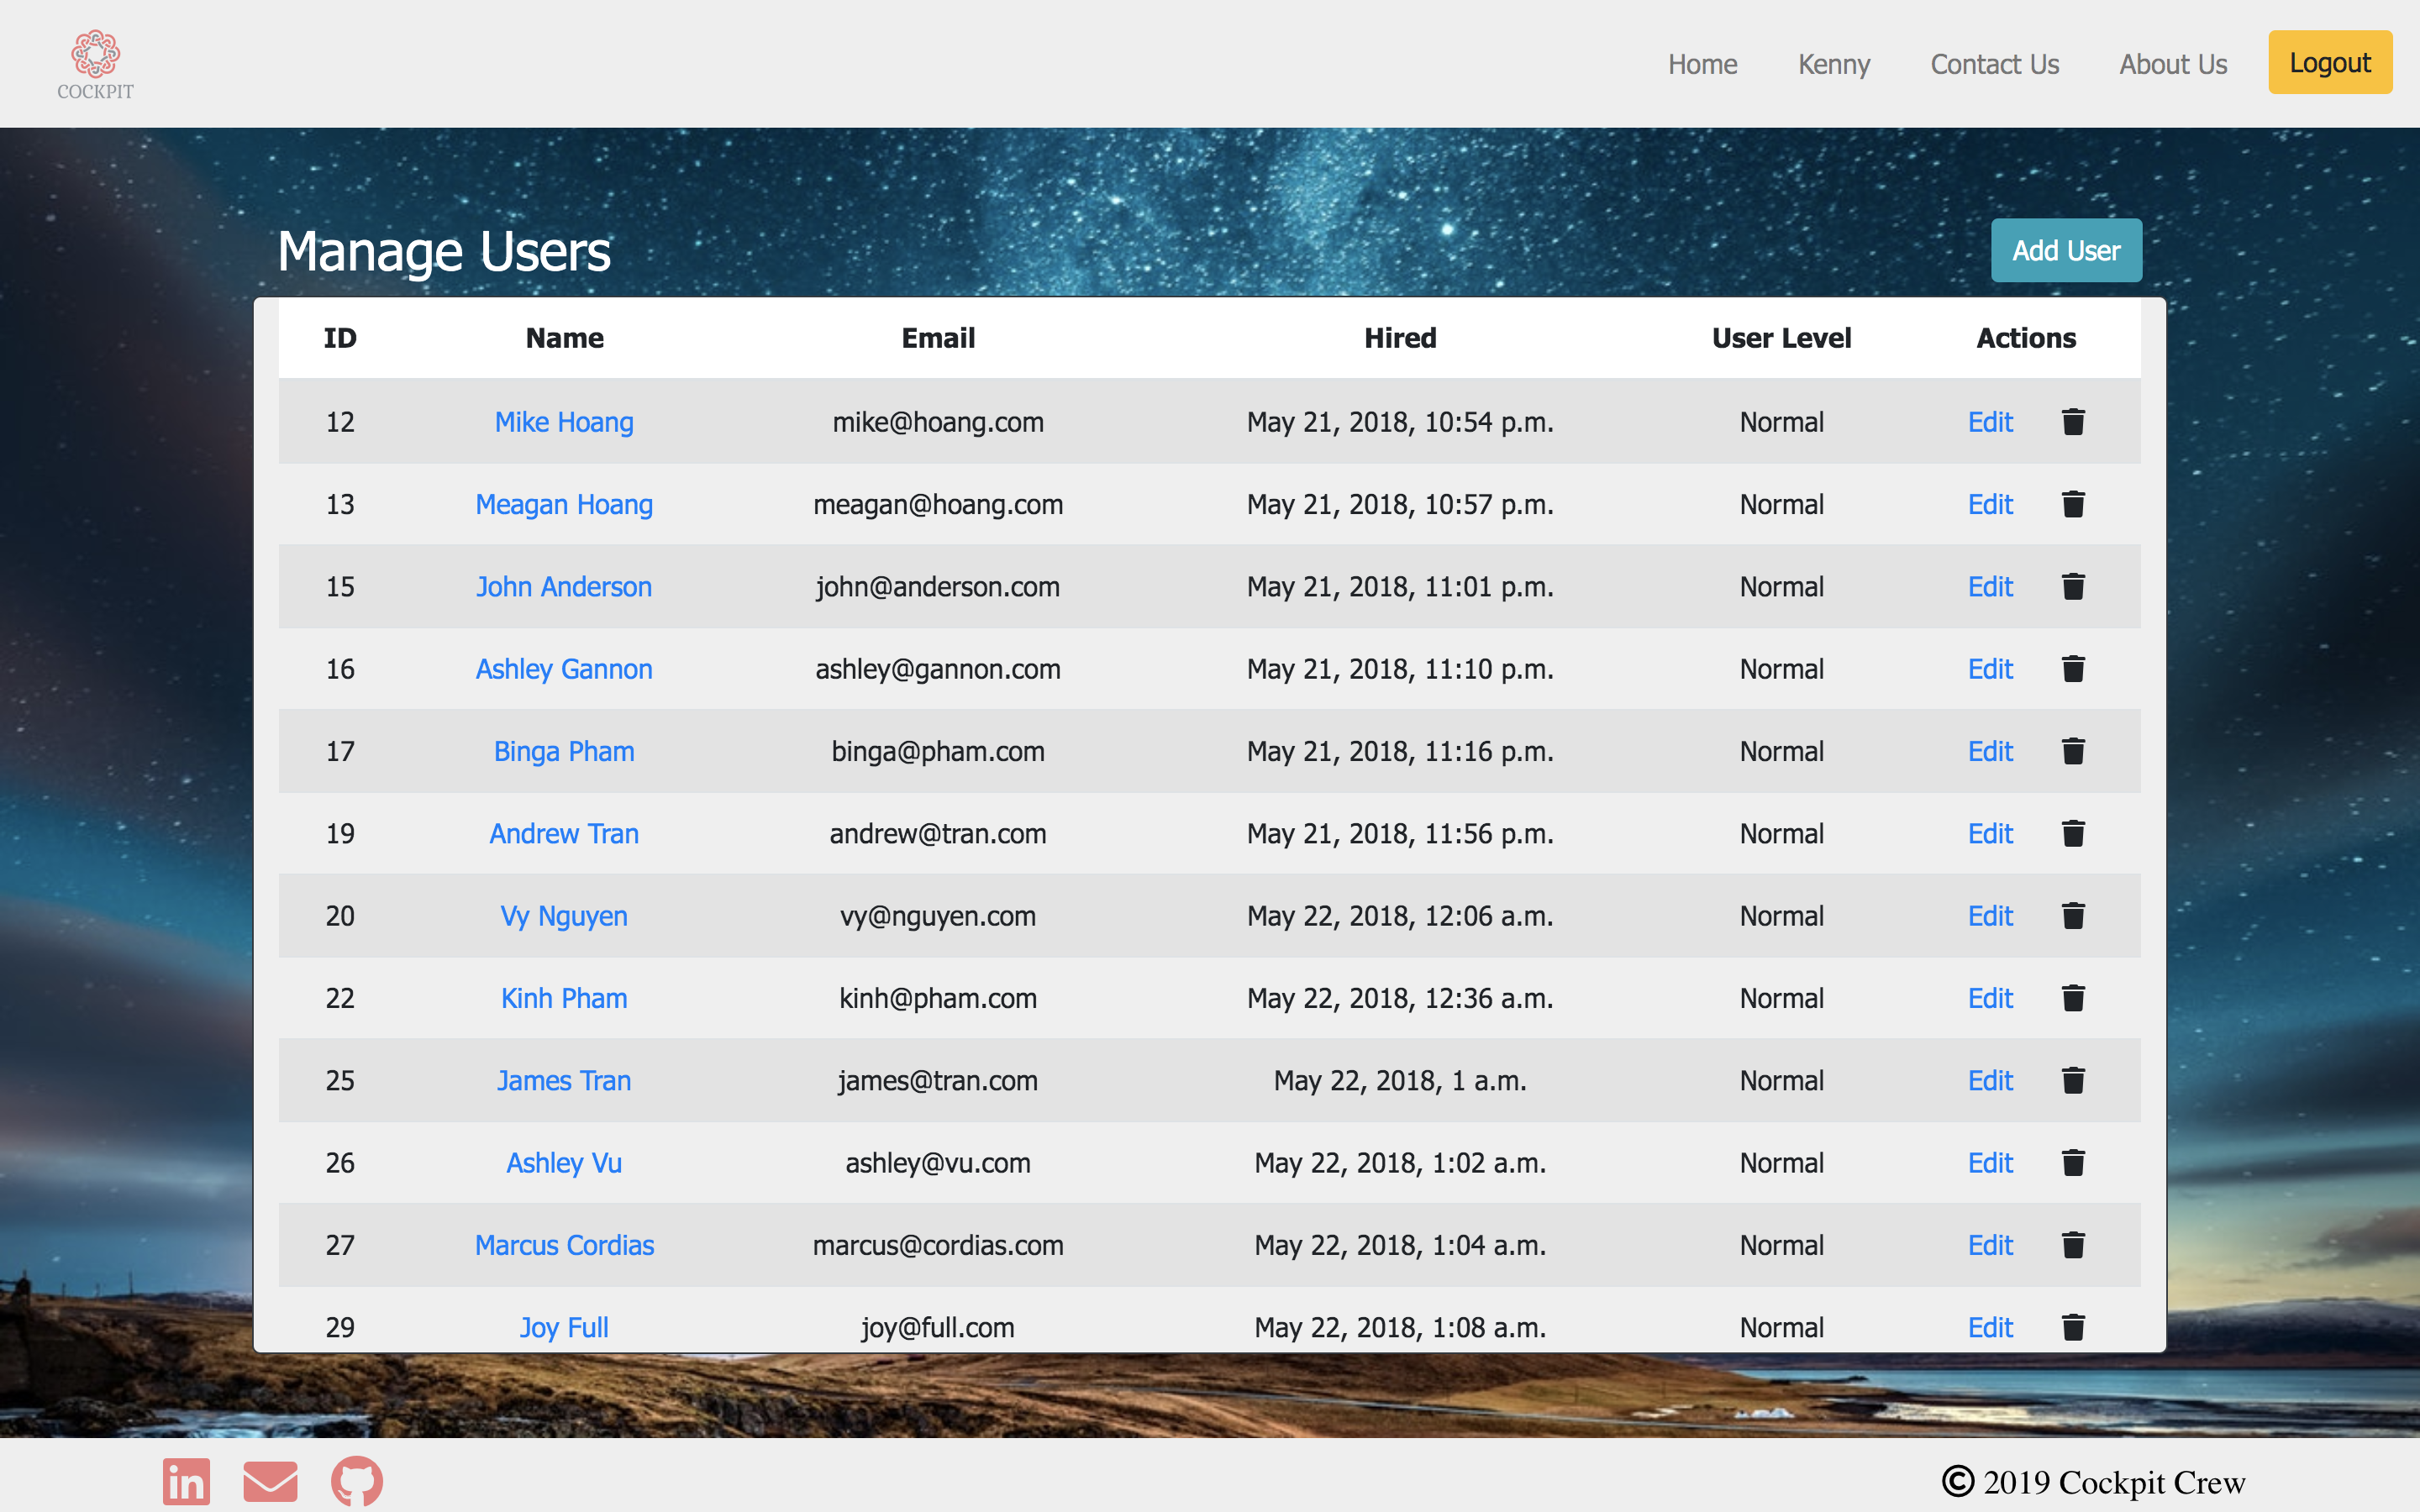 COCKPIT
Home Kenny Contact Us About Us Logout
Manage Users Add User
ID Name Email Hired User Level Actions
12 Mike Hoang mike@hoang.com May 21, 2018, 10:54 p.m. Normal Edit
13 Meagan Hoang meagan@hoang.com May 21, 2018, 10:57 p.m. Normal Edit
15 John Anderson john@anderson.com May 21, 2018, 11:01 p.m. Normal Edit
16 Ashley Gannon ashley@gannon.com May 21, 2018, 11:10 p.m. Normal Edit
17 Binga Pham binga@pham.com May 21, 2018, 11:16 p.m. Normal Edit
19 Andrew Tran andrew@tran.com May 21, 2018, 11:56 p.m. Normal Edit
20 Vy Nguyen vy@nguyen.com May 22, 2018, 12:06 a.m. Normal Edit
22 Kinh Pham kinh@pham.com May 22, 2018, 12:36 a.m. Normal Edit
25 James Tran james@tran.com May 22, 2018, 1 a.m. Normal Edit
26 Ashley Vu ashley@vu.com May 22, 2018, 1:02 a.m. Normal Edit
27 Marcus Cordias marcus@cordias.com May 22, 2018, 1:04 a.m. Normal Edit
29 Joy Full joy@full.com May 22, 2018, 1:08 a.m. Normal Edit
in
© 2019 Cockpit Crew